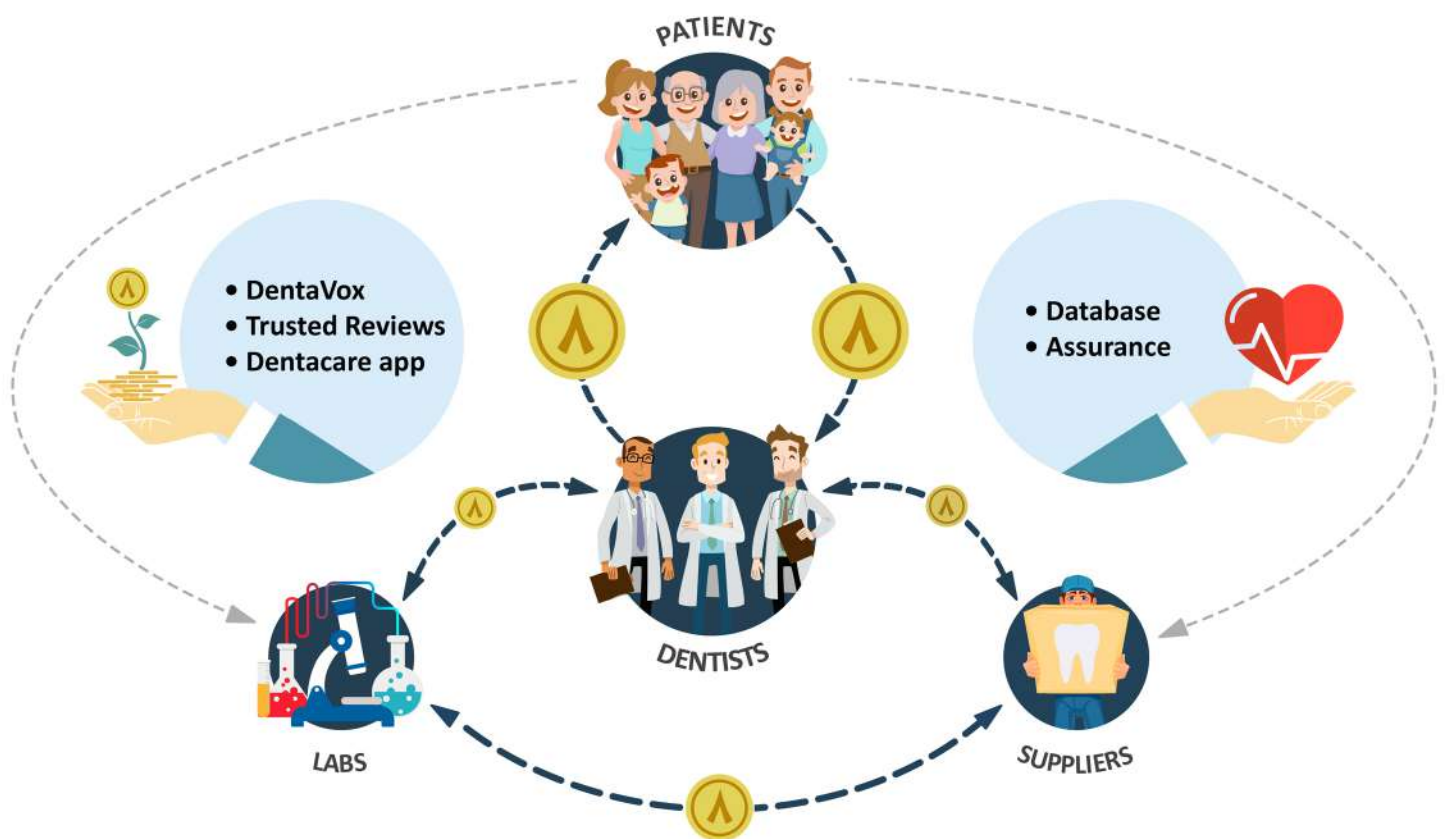 PATIENTS
• DentaVox
• Trusted Reviews
• Dentacare app
• Database
• Assurance
DENTISTS
LABS
SUPPLIERS